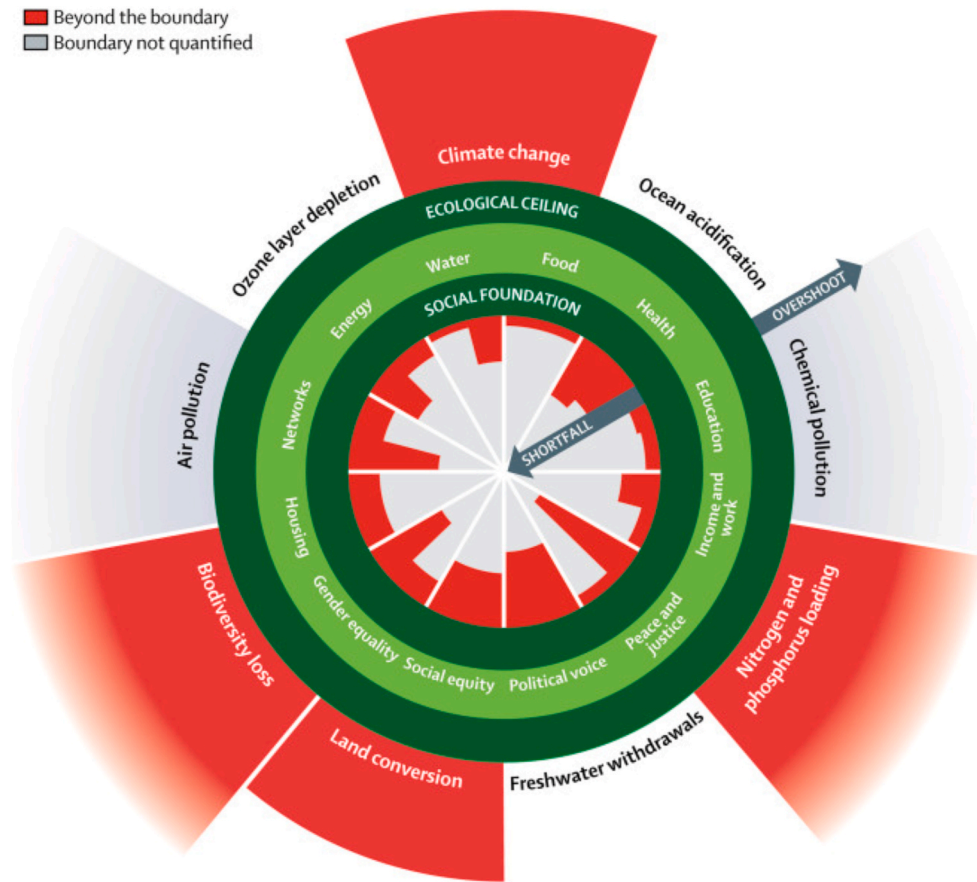 Beyond the boundary
Boundary not quantified
Climate change
Ozone layer depletion
Ocean acidification
ECOLOGICAL CEILING
Water
Food
Energy
Health
SOCIAL FOUNDATION
OVERSHOOT
Air pollution
Networks
SHORTFALL
Education
Chemical pollution
Housing
Income and
work
Biodiversity loss
Gender equality
Social equity
Political voice
Peace and
justice
Nitrogen and
phosphorus loading
Land conversion
Freshwater withdrawals